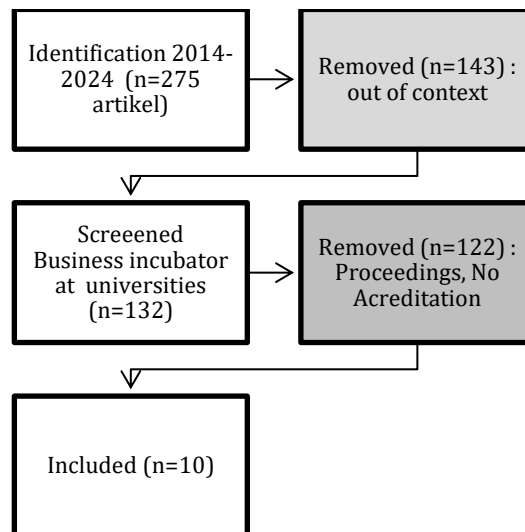 Identification 2014-
2024  (n=275
artikel)
Removed (n=143) :
out of context
Screeened
Business incubator
at  universities
(n=132)
Removed (n=122) :
Proceedings, No
Acreditation
Included (n=10)